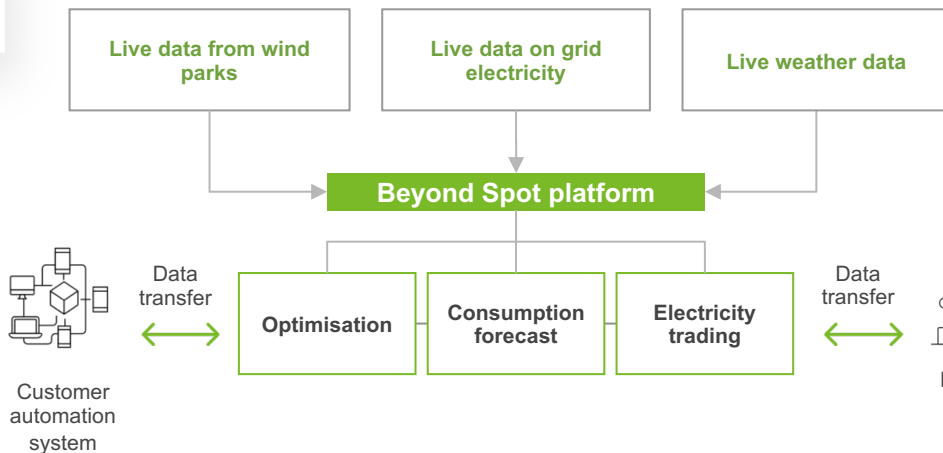 Live data from wind
parks
Live data on grid
electricity
Live weather data
Beyond Spot platform
Data
transfer
Optimisation
Consumption
forecast
Electricity
trading
Data
transfer
Customer
automation
system